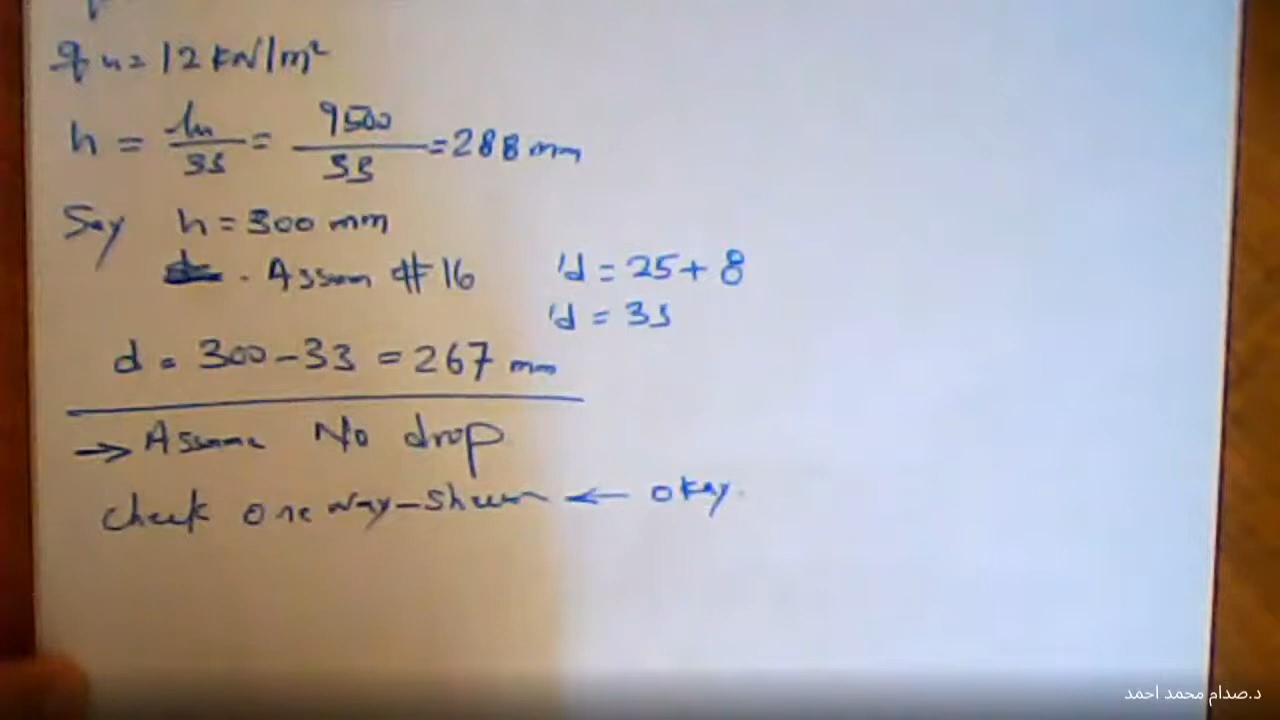 qu = 12 kN/m²
h = ln/33 = 9500/33 = 288 mm
Say h = 300 mm
. Assum # 16 'd = 25 + 8
'd = 33
d = 300 - 33 = 267 mm
→ Assume No drop
check one way-shear ← okay.
د.صدام محمد احمد